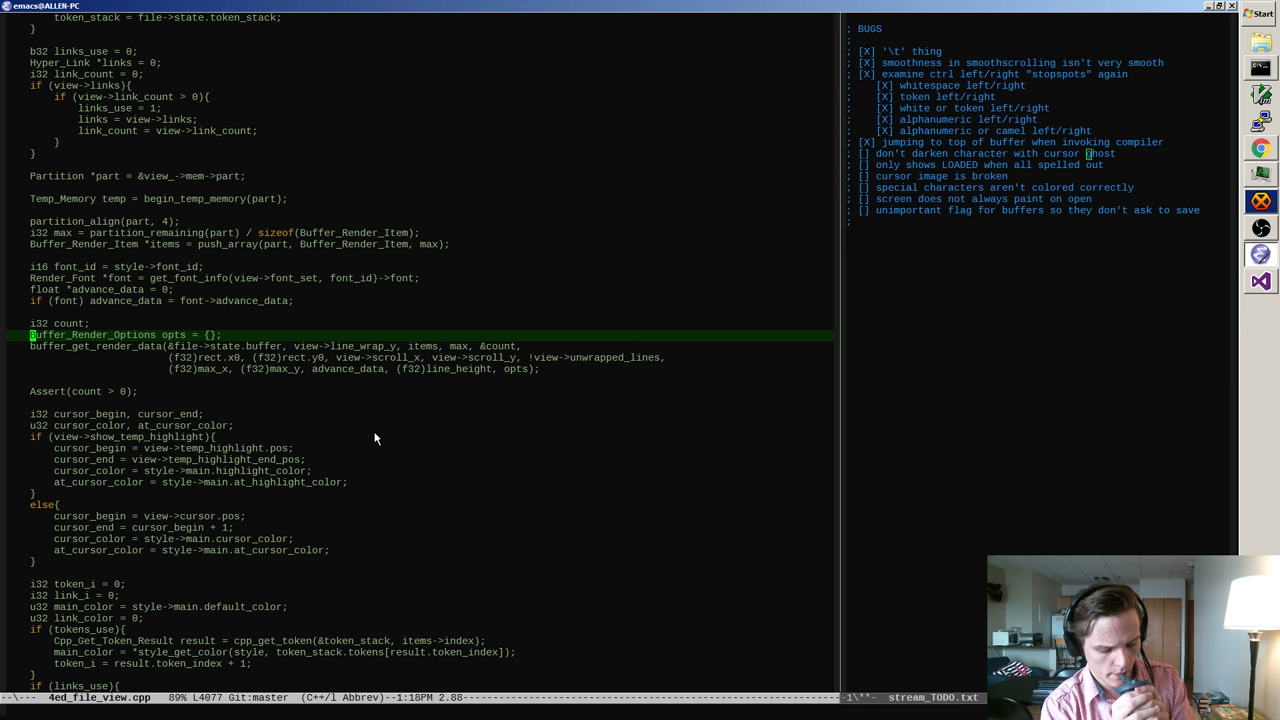 emacs@ALLEN-PC
Start
token_stack = file->state.token_stack;
}
b32 links_use = 0;
Hyper_Link *links = 0;
i32 link_count = 0;
if (view->links){
if (view->link_count > 0){
links_use = 1;
links = view->links;
link_count = view->link_count;
}
}
Partition *part = &view_->mem->part;
Temp_Memory temp = begin_temp_memory(part);
partition_align(part, 4);
i32 max = partition_remaining(part) / sizeof(Buffer_Render_Item);
Buffer_Render_Item *items = push_array(part, Buffer_Render_Item, max);
i16 font_id = style->font_id;
Render_Font *font = get_font_info(view->font_set, font_id)->font;
float *advance_data = 0;
if (font) advance_data = font->advance_data;
i32 count;
Buffer_Render_Options opts = {};
buffer_get_render_data(&file->state.buffer, view->line_wrap_y, items, max, &count,
(f32)rect.x0, (f32)rect.y0, view->scroll_x, view->scroll_y, !view->unwrapped_lines,
(f32)max_x, (f32)max_y, advance_data, (f32)line_height, opts);
Assert(count > 0);
i32 cursor_begin, cursor_end;
u32 cursor_color, at_cursor_color;
if (view->show_temp_highlight){
cursor_begin = view->temp_highlight.pos;
cursor_end = view->temp_highlight_end_pos;
cursor_color = style->main.highlight_color;
at_cursor_color = style->main.at_highlight_color;
}
else{
cursor_begin = view->cursor.pos;
cursor_end = cursor_begin + 1;
cursor_color = style->main.cursor_color;
at_cursor_color = style->main.at_cursor_color;
}
i32 token_i = 0;
i32 link_i = 0;
u32 main_color = style->main.default_color;
u32 link_color = 0;
if (tokens_use){
Cpp_Get_Token_Result result = cpp_get_token(&token_stack, items->index);
main_color = *style_get_color(style, token_stack.tokens[result.token_index]);
token_i = result.token_index + 1;
}
if (links_use){
--\--- 4ed_file_view.cpp 89% L4077 Git:master (C++/l Abbrev)--1:18PM 2.88
; BUGS
;
; [X] '\t' thing
; [X] smoothness in smoothscrolling isn't very smooth
; [X] examine ctrl left/right "stopspots" again
; [X] whitespace left/right
; [X] token left/right
; [X] white or token left/right
; [X] alphanumeric left/right
; [X] alphanumeric or camel left/right
; [X] jumping to top of buffer when invoking compiler
; [] don't darken character with cursor ghost
; [] only shows LOADED when all spelled out
; [] cursor image is broken
; [] special characters aren't colored correctly
; [] screen does not always paint on open
; [] unimportant flag for buffers so they don't ask to save
;
-1\**- stream_TODO.txt